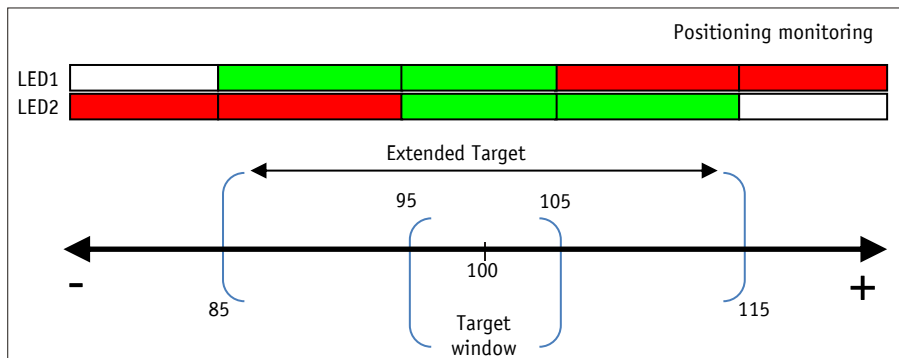 Positioning monitoring
LED1
LED2
Extended Target
95
105
100
-
+
85
115
Target
window